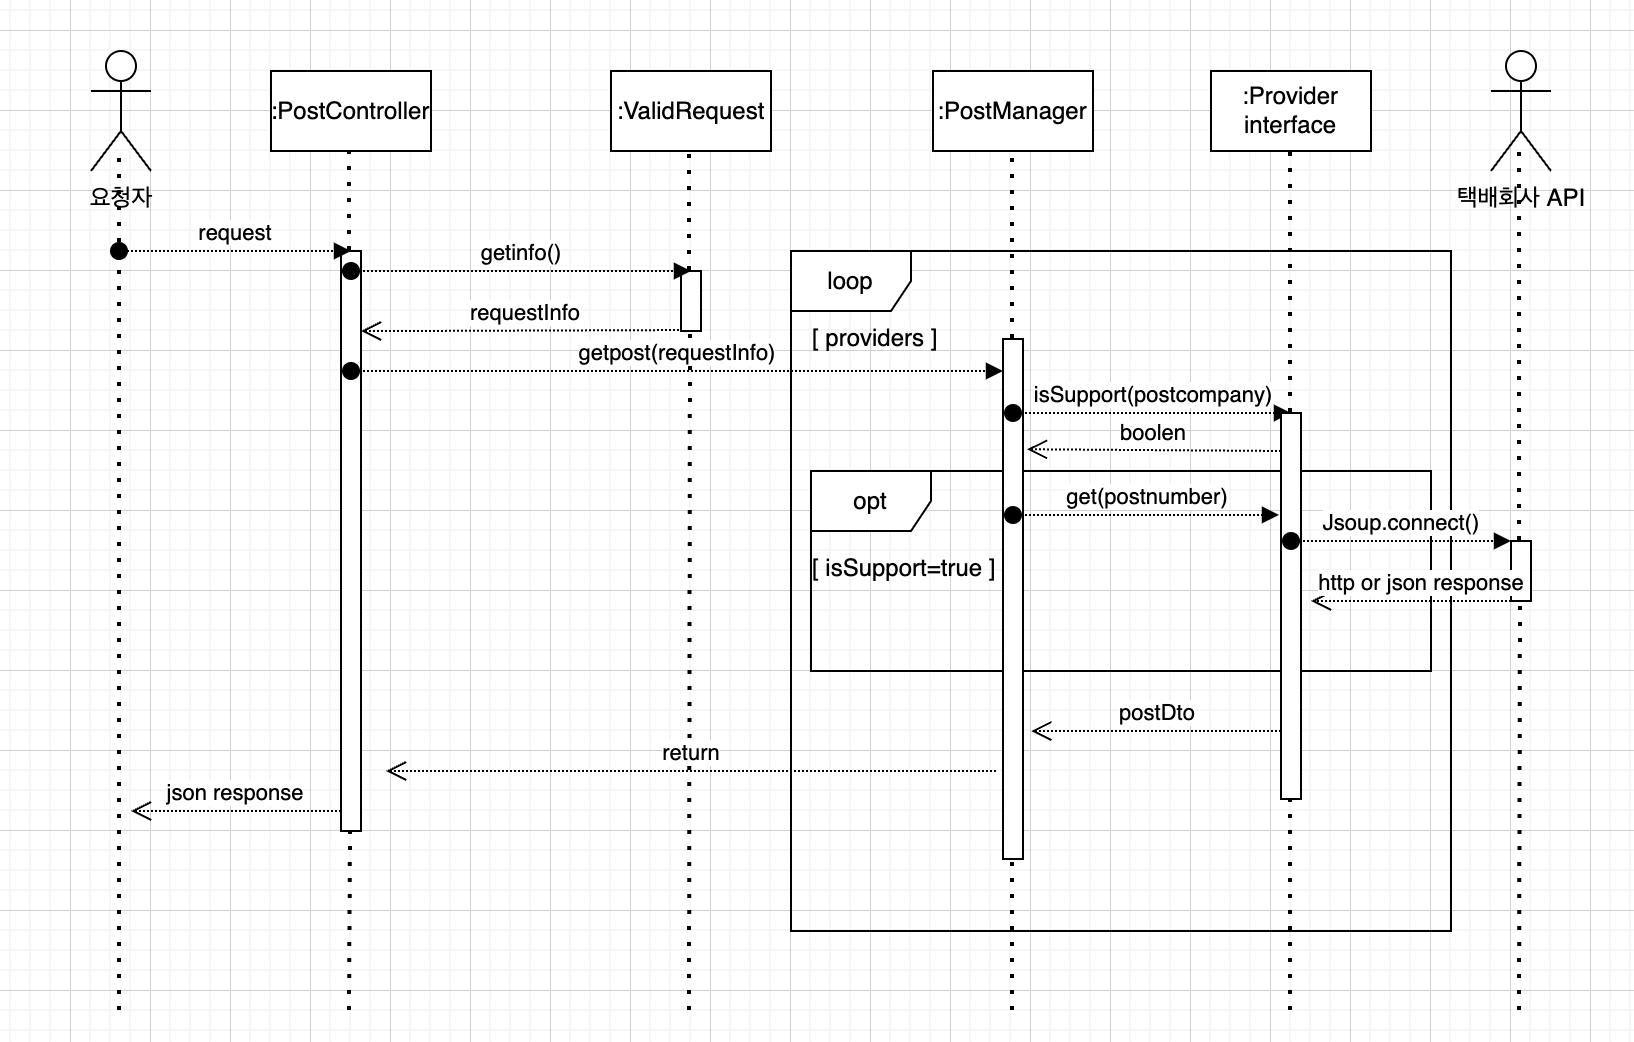 :PostController
:ValidRequest
:PostManager
:Provider
interface
요청자
택배회사 API
request
getinfo()
loop
requestInfo
[ providers ]
getpost(requestInfo)
isSupport(postcompany)
boolen
opt
get(postnumber)
Jsoup.connect()
[ isSupport=true ]
http or json response
postDto
return
json response